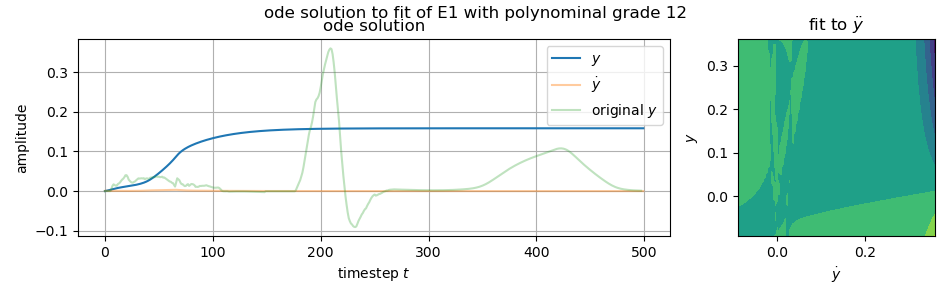 ode solution to fit of E1 with polynominal grade 12
ode solution
fit to ÿ
amplitude
0.3
0.2
0.1
0.0
−0.1
0
100
200
300
400
500
timestep t
y
ẏ
original y
y
0.3
0.2
0.1
0.0
0.0
0.2
ẏ